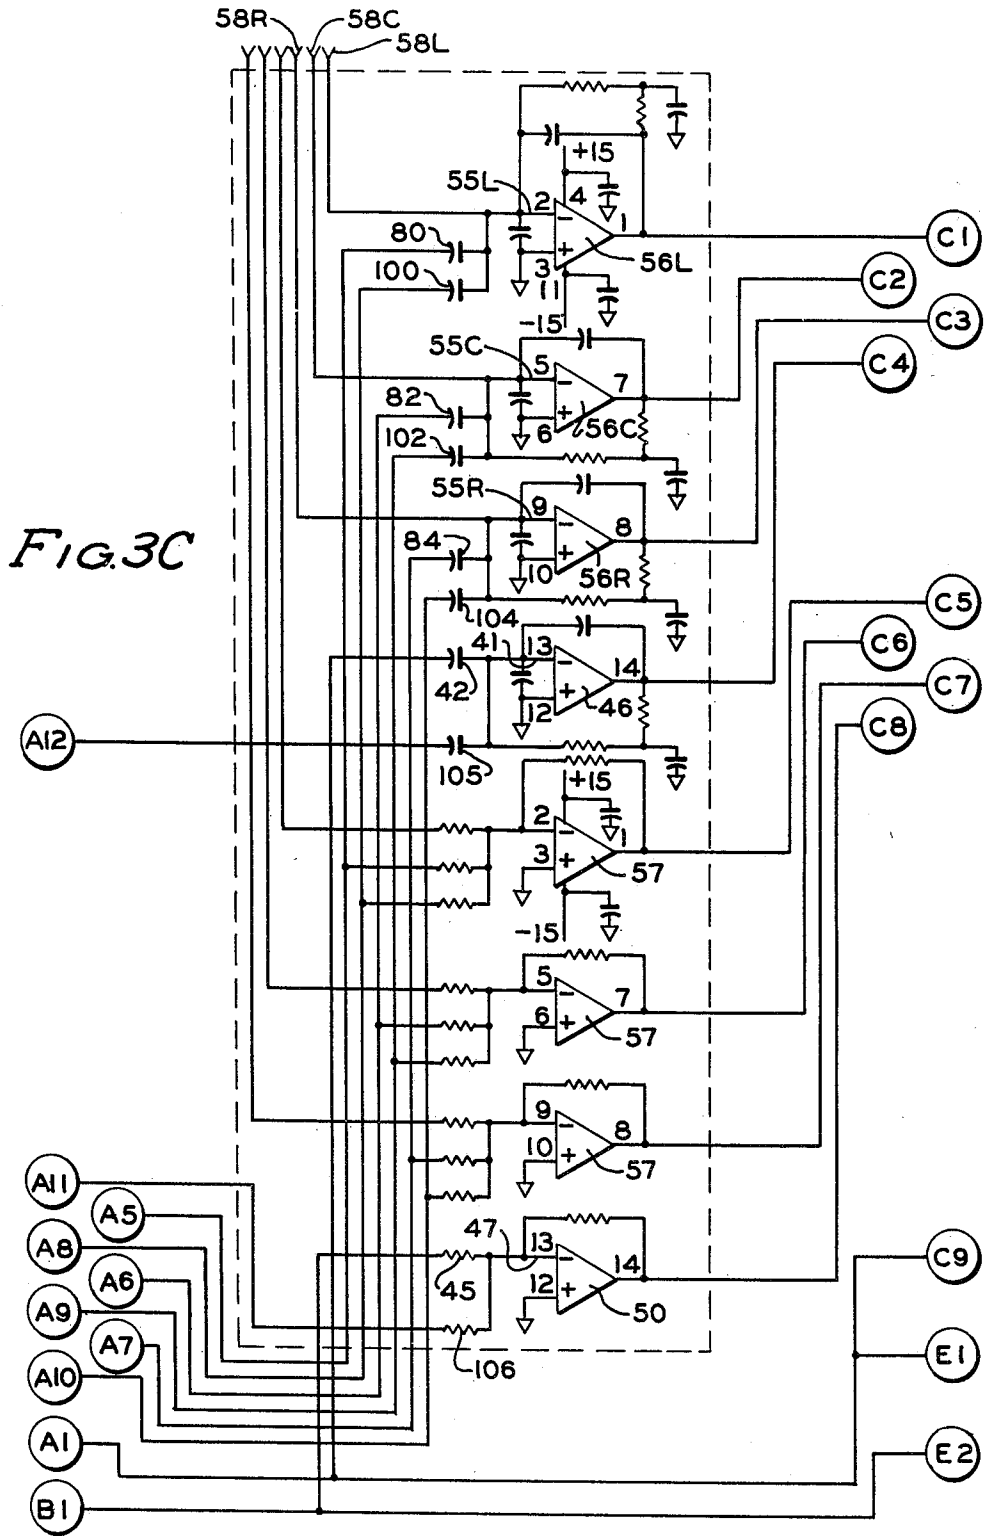 58R 58C
58L
+15
55L 2 4 1
80
3 56L
100
11
-15
C1
C2
C3
C4
55C 5 7
82
6 56C
102
55R 9 8
84
10 56R
104
FIG.3C
41 13 14
42 12 46
A12
105
+15
2 1
3 57
-15
C5
C6
C7
C8
5 7
6 57
9 8
10 57
A11
A5
A8
A6
A9
A7
A10
A1
B1
47 13 14
45 12 50
106
C9
E1
E2